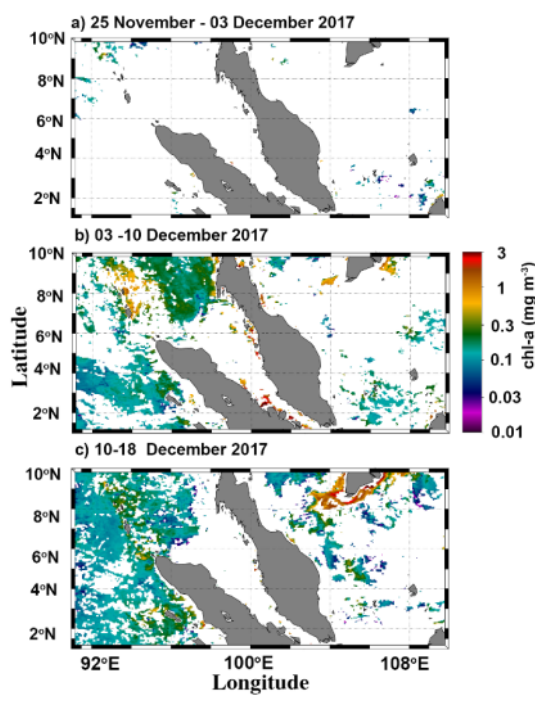 a) 25 November - 03 December 2017
10°N
8°N
6°N
4°N
2°N
b) 03 -10 December 2017
10°N
8°N
6°N
4°N
2°N
Latitude
3
1
0.3
0.1
0.03
0.01
chl-a (mg m⁻³)
c) 10-18 December 2017
10°N
8°N
6°N
4°N
2°N
92°E
100°E
108°E
Longitude